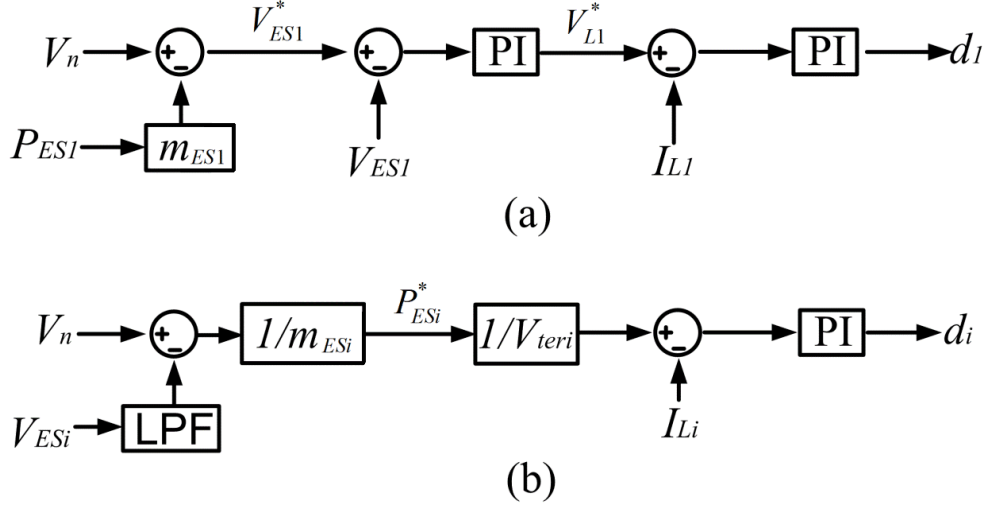 V_n + - V*_ES1 + - PI V*_L1 + - PI d_1
P_ES1 m_ES1 V_ES1 I_L1
(a)
V_n + - 1/m_ESi P*_ESi 1/V_teri + - PI d_i
V_ESi LPF I_Li
(b)